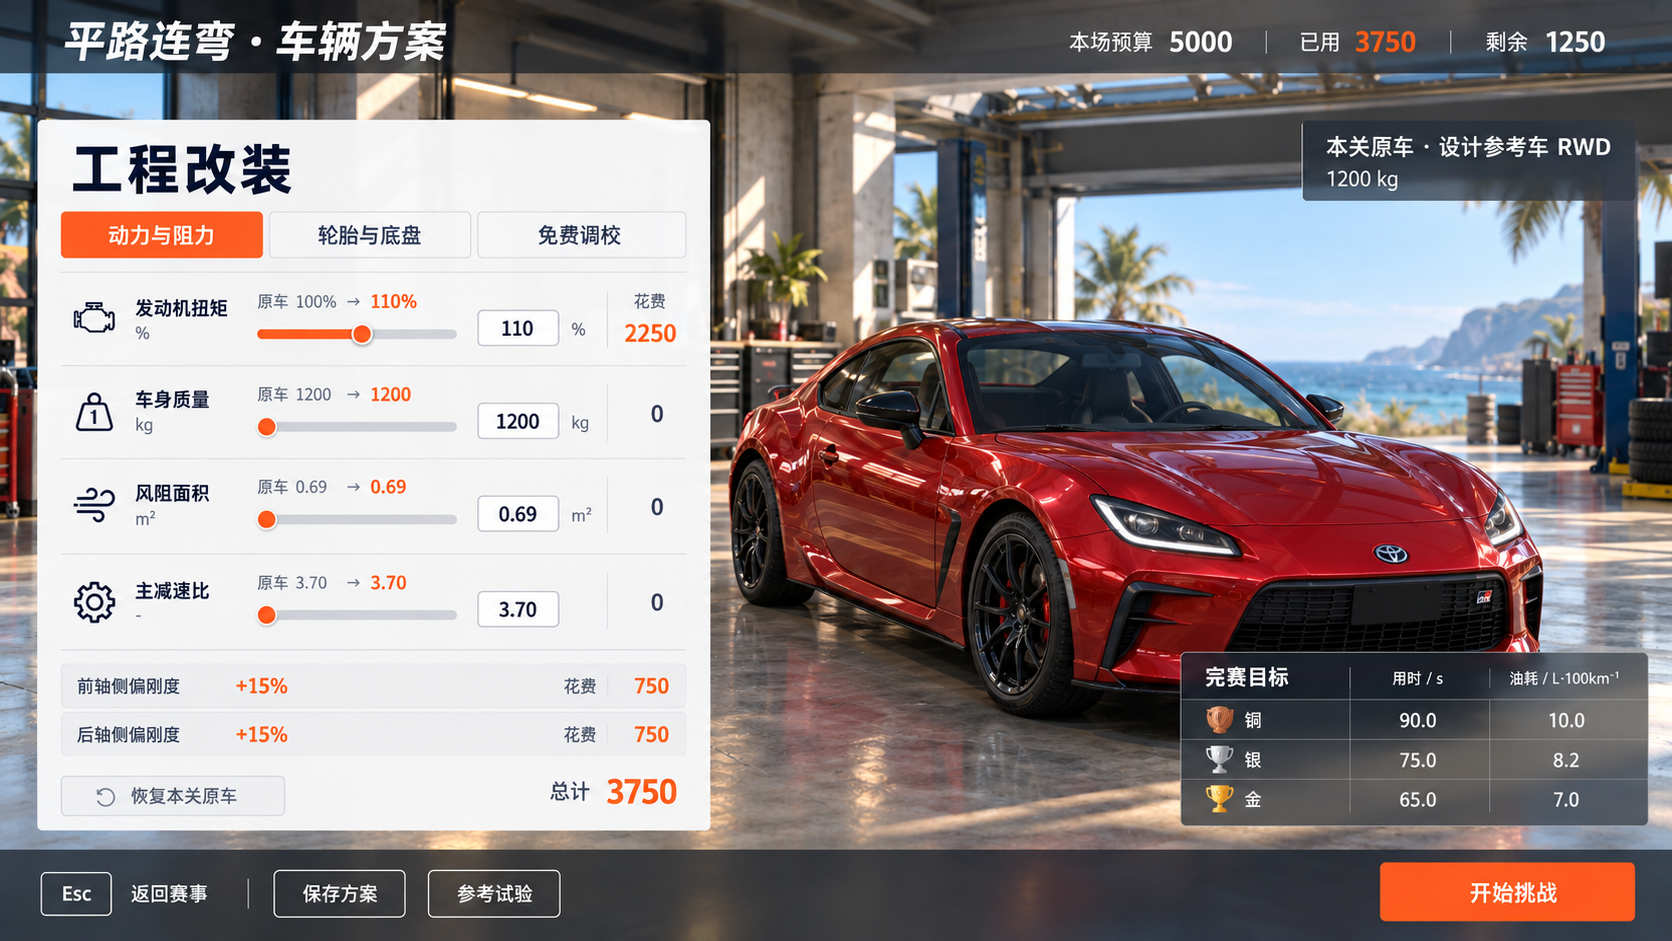 平路连弯·车辆方案
本场预算 5000 已用 3750 剩余 1250
工程改装
动力与阻力 轮胎与底盘 免费调校
本关原车·设计参考车 RWD
1200 kg
发动机扭矩
%
原车 100% → 110%
110 %
花费
2250
车身质量
kg
原车 1200 → 1200
1200 kg
0
风阻面积
m²
原车 0.69 → 0.69
0.69 m²
0
主减速比
-
原车 3.70 → 3.70
3.70
0
前轴侧偏刚度 +15% 花费 750
后轴侧偏刚度 +15% 花费 750
恢复本关原车
总计 3750
完赛目标 用时 / s 油耗 / L·100km⁻¹
铜 90.0 10.0
银 75.0 8.2
金 65.0 7.0
Esc 返回赛事 保存方案 参考试验 开始挑战